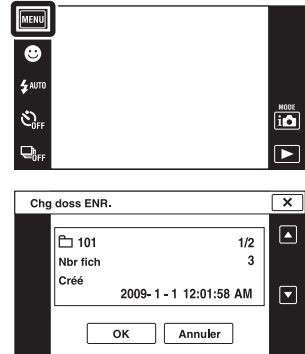 MENU
AUTO
OFF
OFF
MODE
Chg doss ENR.
101 1/2
Nbr fich 3
Créé
2009- 1 - 1 12:01:58 AM
OK Annuler